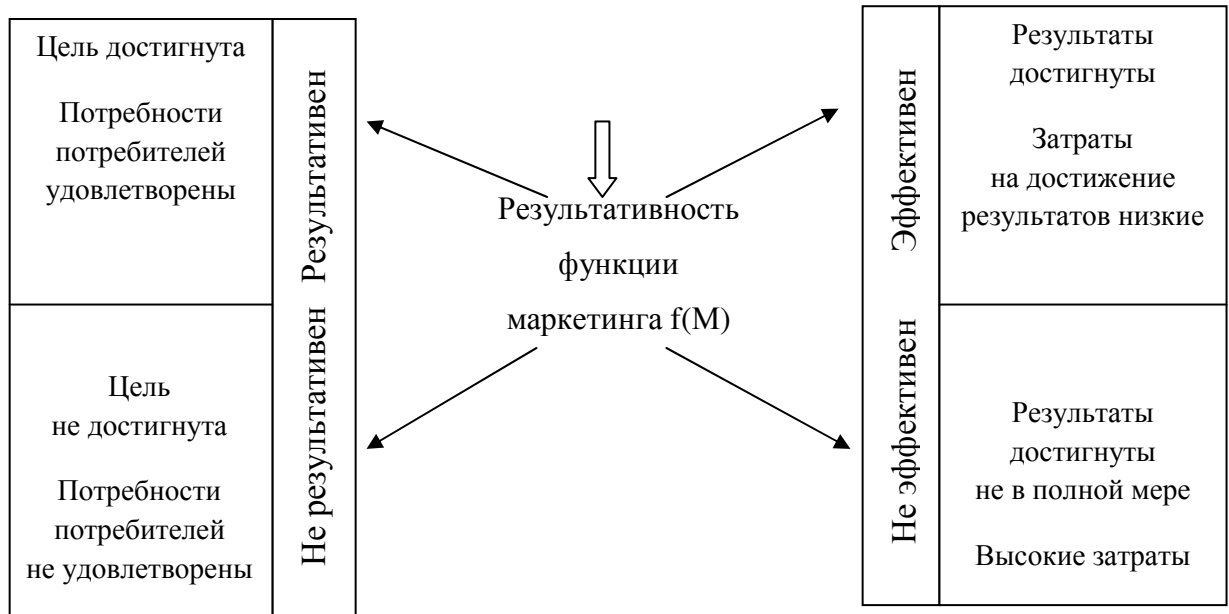 Цель достигнута
Потребности
потребителей
удовлетворены
Результативен
Цель
не достигнута
Потребности
потребителей
не удовлетворены
Не результативен
Результативность
функции
маркетинга f(M)
Эффективен
Результаты
достигнуты
Затраты
на достижение
результатов низкие
Не эффективен
Результаты
достигнуты
не в полной мере
Высокие затраты